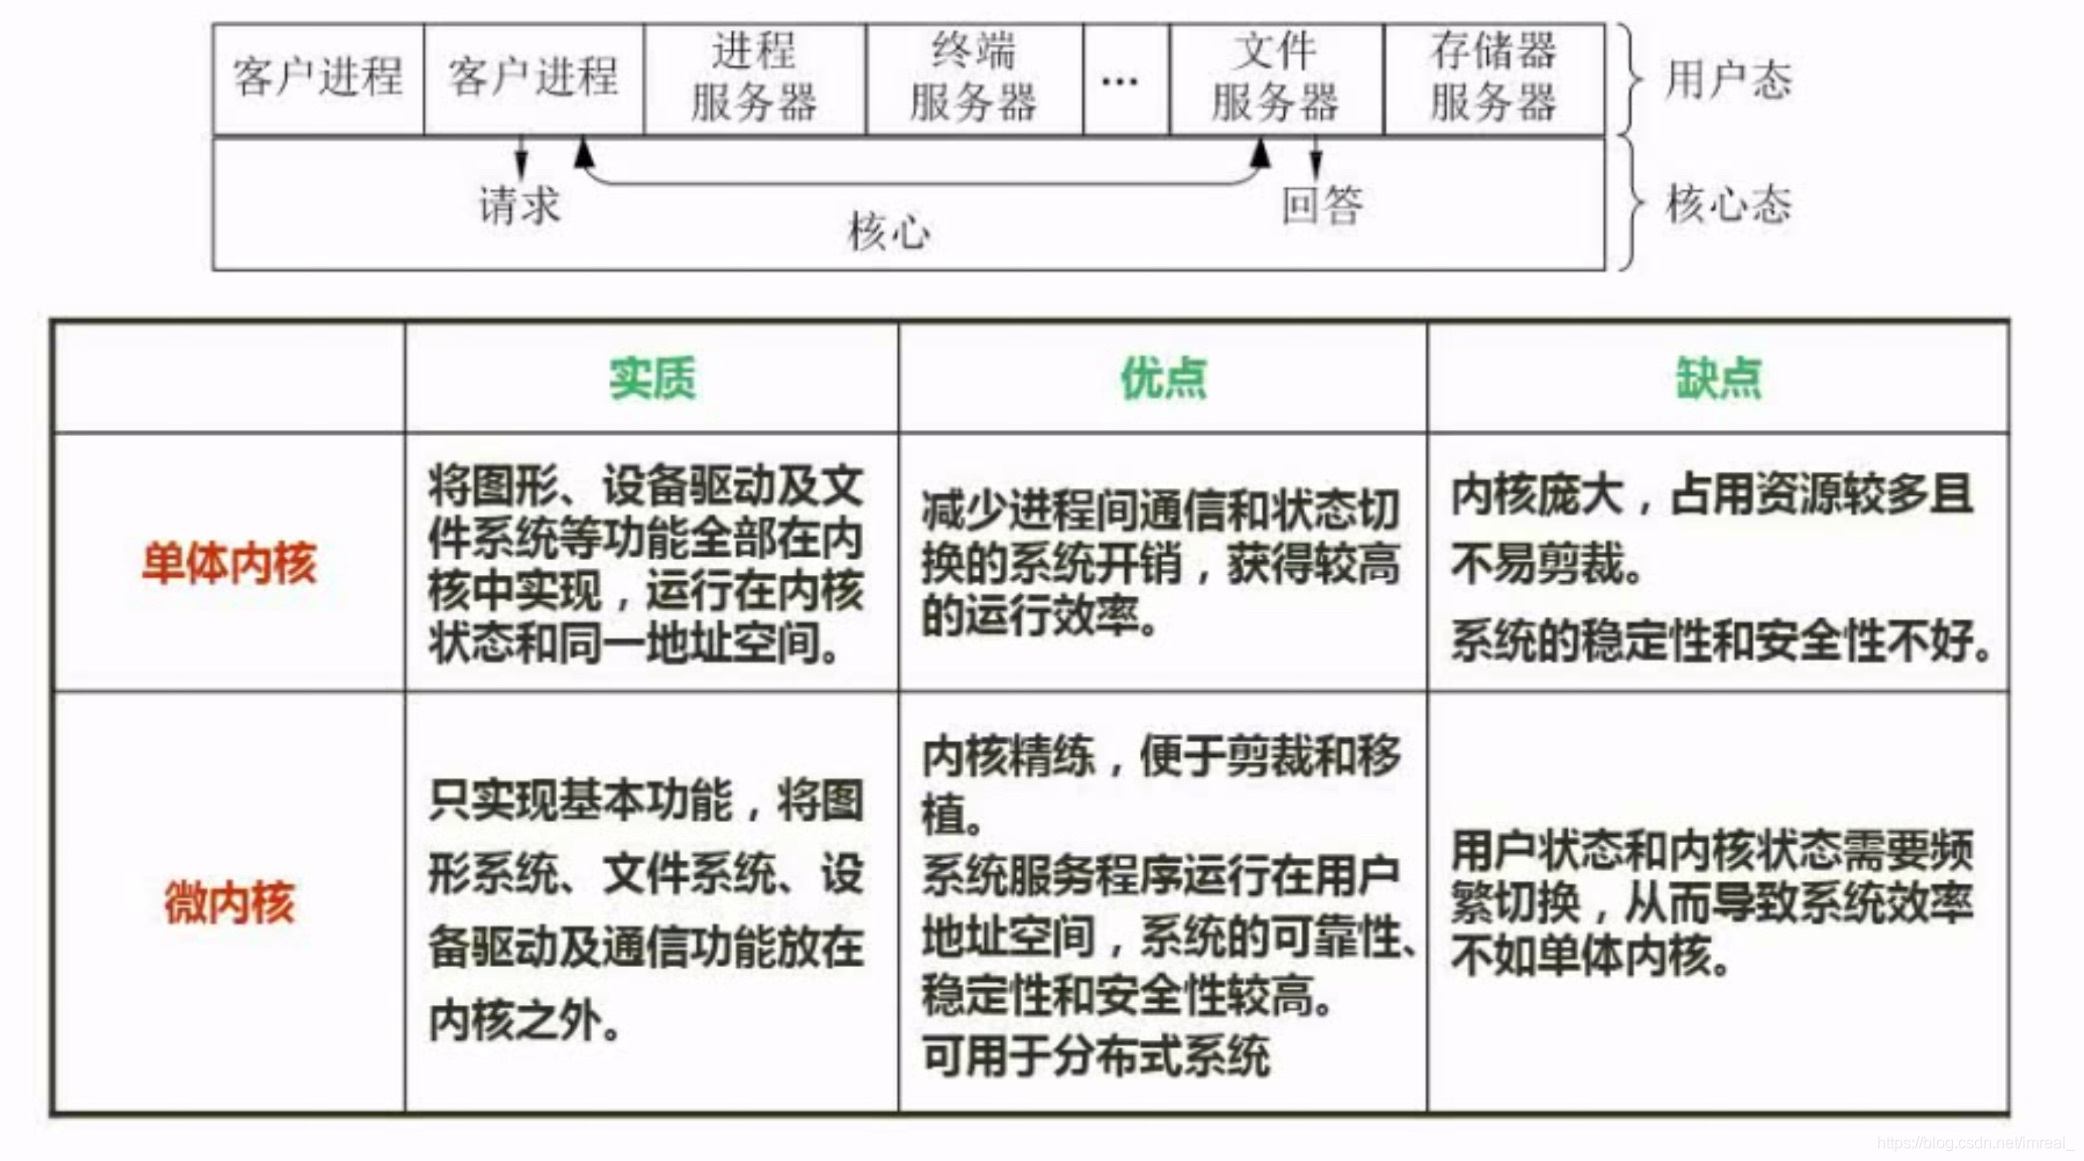 客户进程 客户进程 进程服务器 终端服务器 ... 文件服务器 存储器服务器 用户态
请求 回答 核心态
核心
实质 优点 缺点
单体内核
将图形、设备驱动及文
件系统等功能全部在内
核中实现，运行在内核
状态和同一地址空间。
减少进程间通信和状态切
换的系统开销，获得较高
的运行效率。
内核庞大，占用资源较多且
不易剪裁。
系统的稳定性和安全性不好。
微内核
只实现基本功能，将图
形系统、文件系统、设
备驱动及通信功能放在
内核之外。
内核精练，便于剪裁和移
植。
系统服务程序运行在用户
地址空间，系统的可靠性、
稳定性和安全性较高。
可用于分布式系统
用户状态和内核状态需要频
繁切换，从而导致系统效率
不如单体内核。
https://blog.csdn.net/imreal_